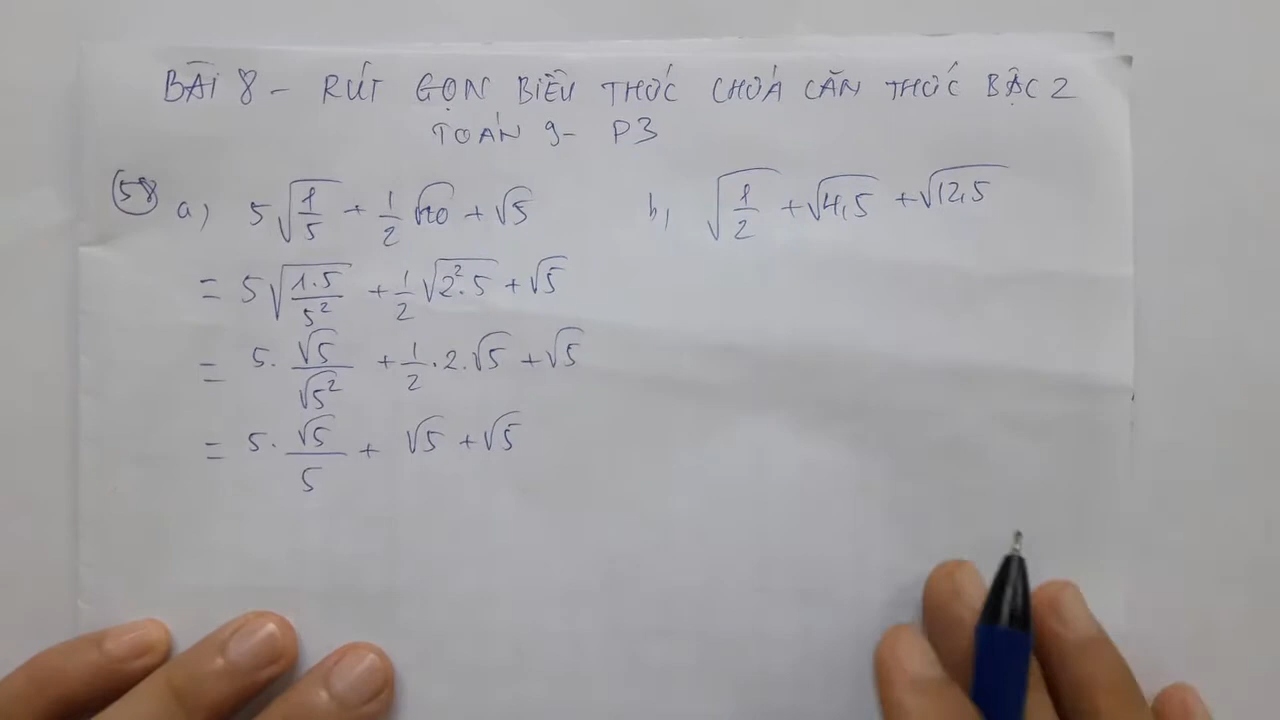 BÀI 8 - RÚT GỌN BIỂU THỨC CHỨA CĂN THỨC BẬC 2
TOÁN 9 - P3
58 a) 5√(1/5) + 1/2 √20 + √5
b) √(1/2) + √4,5 + √12,5
= 5√(1.5/5²) + 1/2 √(2².5) + √5
= 5. √5/√5² + 1/2 . 2.√5 + √5
= 5. √5/5 + √5 + √5